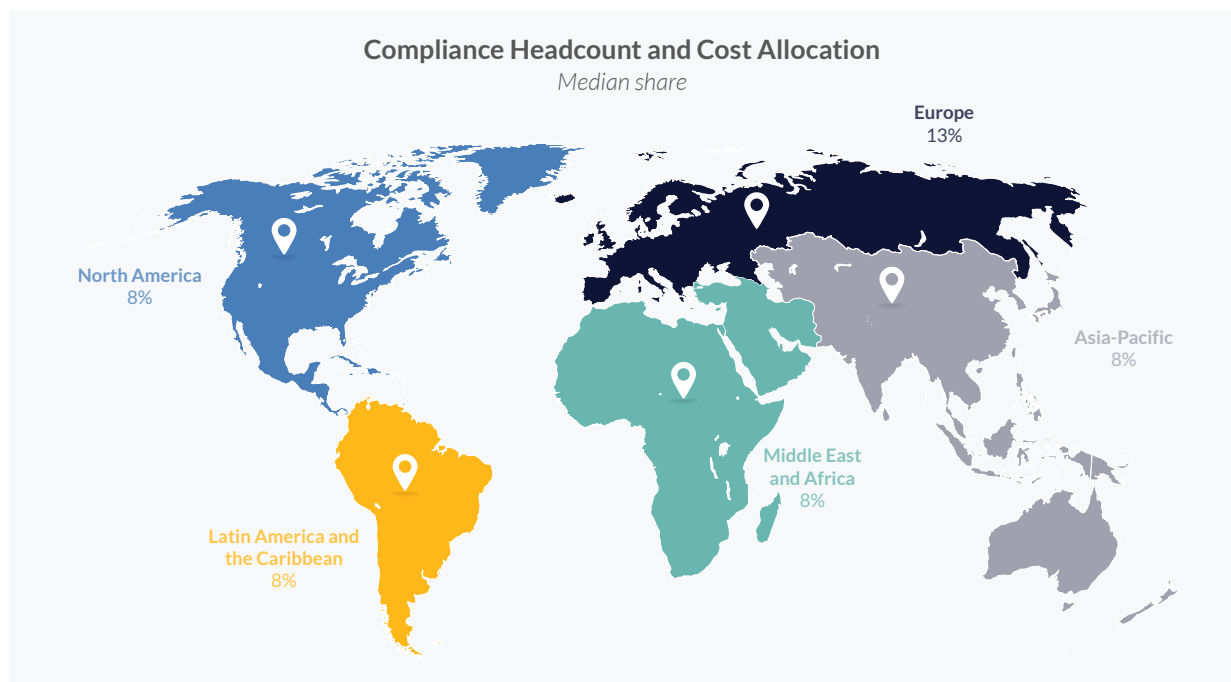 Compliance Headcount and Cost Allocation
Median share
Europe
13%
North America
8%
Asia-Pacific
8%
Middle East
and Africa
8%
Latin America and
the Caribbean
8%